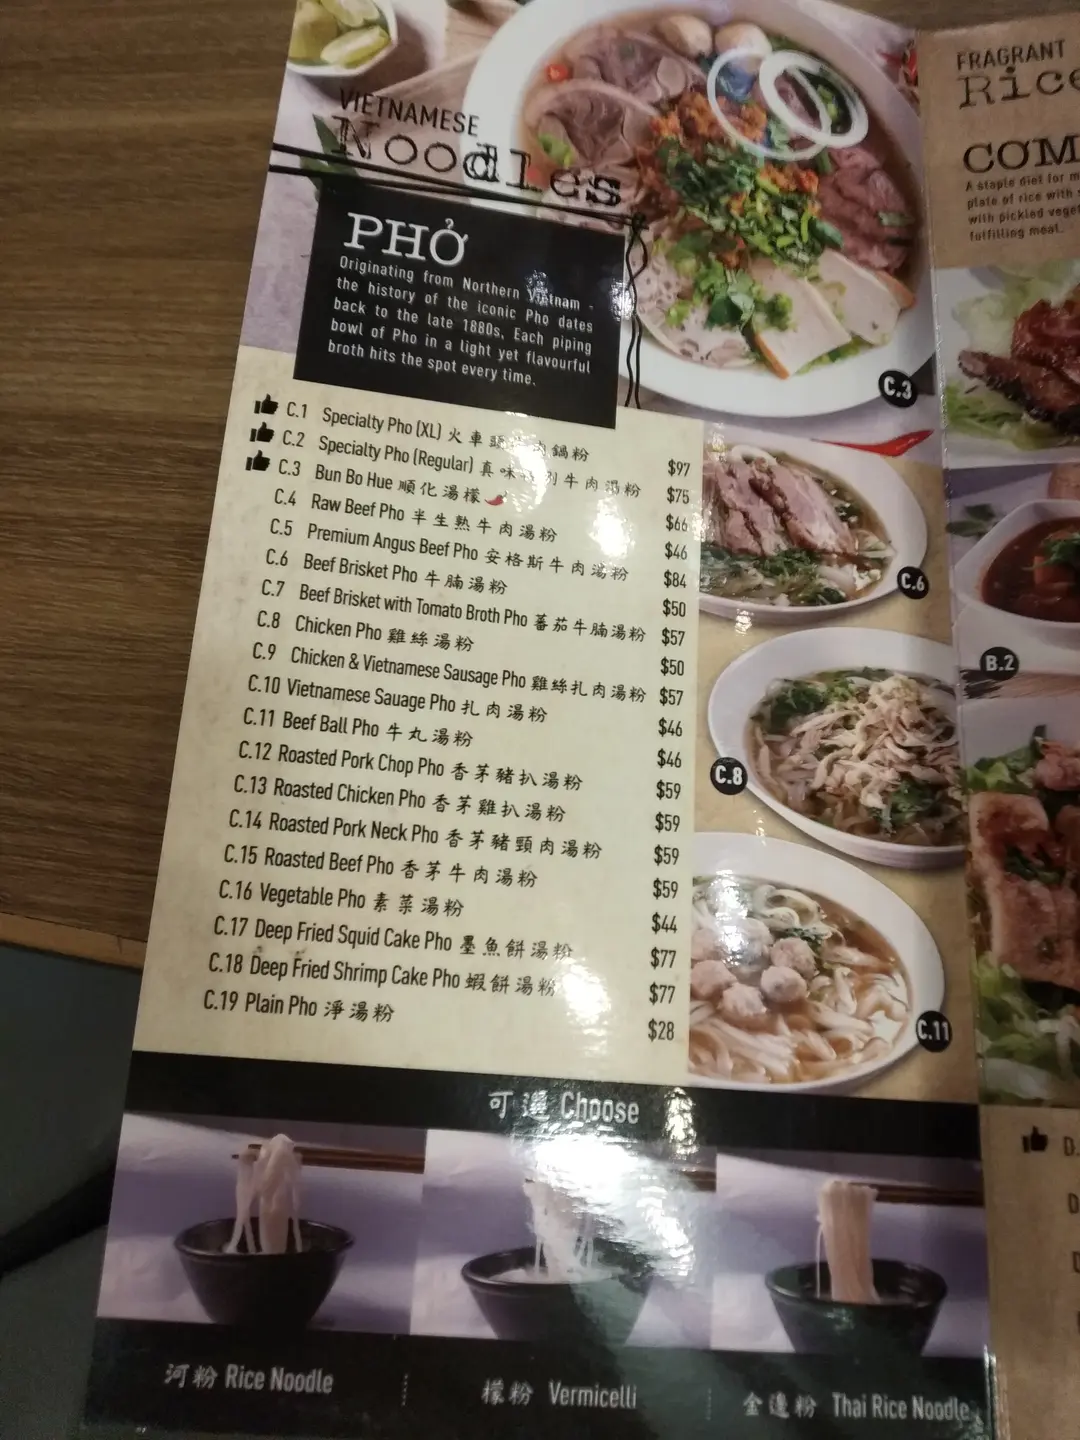 VIETNAMESE
Noodles
PHỞ
Originating from Northern Vietnam -
the history of the iconic Pho dates
back to the late 1880s. Each piping
bowl of Pho in a light yet flavourful
broth hits the spot every time.
C.1 Specialty Pho (XL) 火車頭 肉鍋粉 $97
C.2 Specialty Pho (Regular) 真味 別牛肉湯粉 $75
C.3 Bun Bo Hue 順化湯檬 $66
C.4 Raw Beef Pho 半生熟牛肉湯粉 $46
C.5 Premium Angus Beef Pho 安格斯牛肉湯粉 $84
C.6 Beef Brisket Pho 牛腩湯粉 $50
C.7 Beef Brisket with Tomato Broth Pho 蕃茄牛腩湯粉 $57
C.8 Chicken Pho 雞絲湯粉 $50
C.9 Chicken & Vietnamese Sausage Pho 雞絲扎肉湯粉 $57
C.10 Vietnamese Sauage Pho 扎肉湯粉 $46
C.11 Beef Ball Pho 牛丸湯粉 $46
C.12 Roasted Pork Chop Pho 香茅豬扒湯粉 $59
C.13 Roasted Chicken Pho 香茅雞扒湯粉 $59
C.14 Roasted Pork Neck Pho 香茅豬頸肉湯粉 $59
C.15 Roasted Beef Pho 香茅牛肉湯粉 $59
C.16 Vegetable Pho 素菜湯粉 $44
C.17 Deep Fried Squid Cake Pho 墨魚餅湯粉 $77
C.18 Deep Fried Shrimp Cake Pho 蝦餅湯粉 $77
C.19 Plain Pho 淨湯粉 $28
C.3
C.6
C.8
C.11
可選 Choose
河粉 Rice Noodle
檬粉 Vermicelli
金邊粉 Thai Rice Noodle
FRAGRANT
Rice
COM
A staple diet for m
plate of rice with
with pickled veget
fulfilling meal.
B.2
D.
D